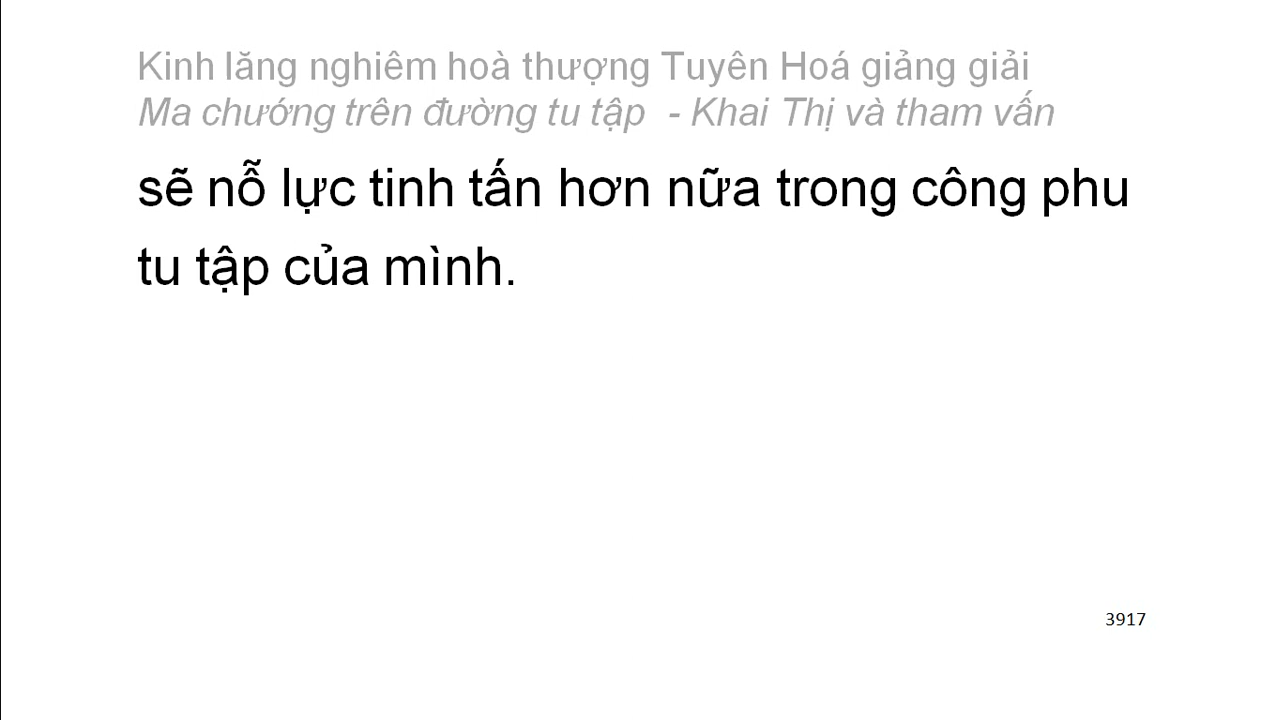 Kinh lăng nghiêm hoà thượng Tuyên Hoá giảng giải
Ma chướng trên đường tu tập - Khai Thị và tham vấn
sẽ nỗ lực tinh tấn hơn nữa trong công phu
tu tập của mình.
3917